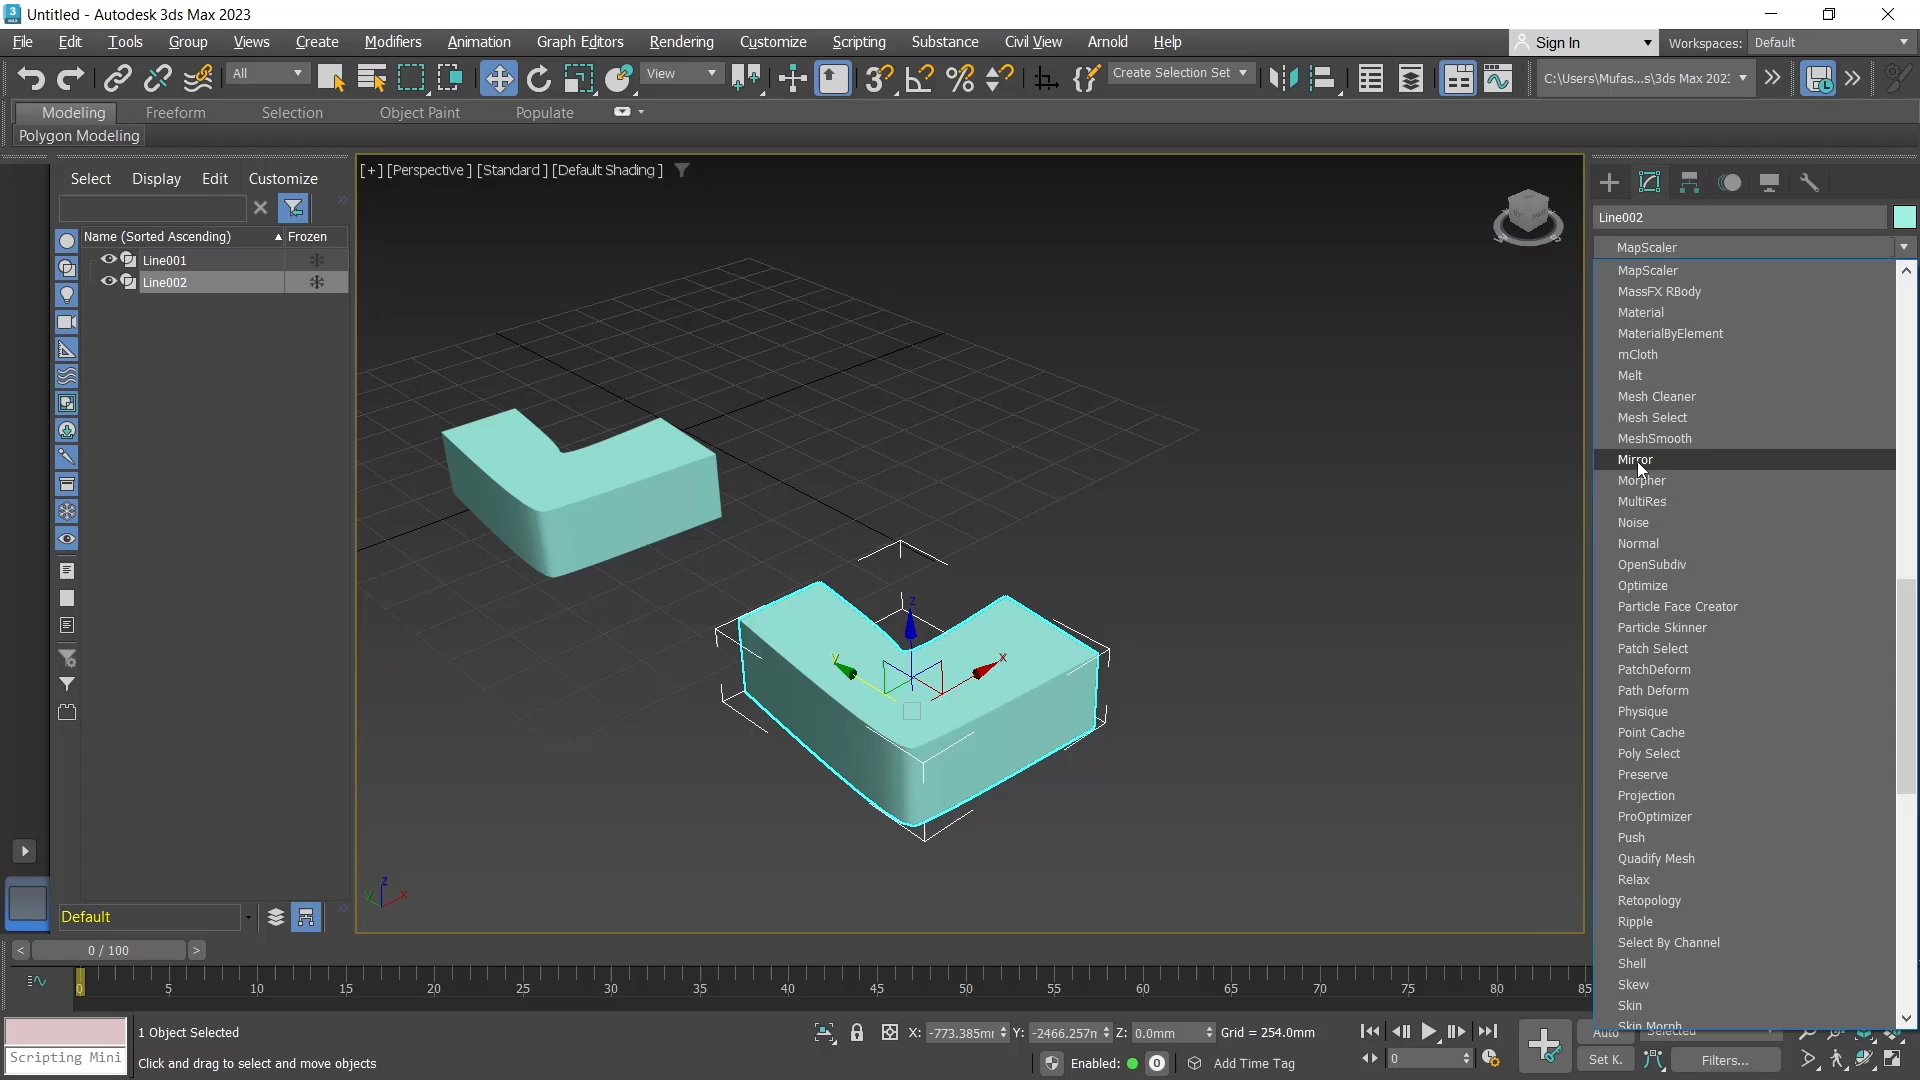 Untitled - Autodesk 3ds Max 2023
File Edit Tools Group Views Create Modifiers Animation Graph Editors Rendering Customize Scripting Substance Civil View Arnold Help
Sign In Workspaces: Default
All View Create Selection Set C:\Users\Mufas...s\3ds Max 202
Modeling Freeform Selection Object Paint Populate
Polygon Modeling
Select Display Edit Customize
Name (Sorted Ascending) Frozen
Line001
Line002
[+] [Perspective ] [Standard ] [Default Shading ]
z
y
x
z
y
x
Line002
MapScaler
MapScaler
MassFX RBody
Material
MaterialByElement
mCloth
Melt
Mesh Cleaner
Mesh Select
MeshSmooth
Mirror
Morpher
MultiRes
Noise
Normal
OpenSubdiv
Optimize
Particle Face Creator
Particle Skinner
Patch Select
PatchDeform
Path Deform
Physique
Point Cache
Poly Select
Preserve
Projection
ProOptimizer
Push
Quadify Mesh
Relax
Retopology
Ripple
Select By Channel
Shell
Skew
Skin
Skin Morph
Default
< 0 / 100 >
0 5 10 15 20 25 30 35 40 45 50 55 60 65 70 75 80 85
1 Object Selected
X: -773.385m Y: -2466.257 Z: 0.0mm Grid = 254.0mm
Auto Selected
Scripting Mini
Click and drag to select and move objects
Enabled: 0 Add Time Tag
0 Set K. Filters...